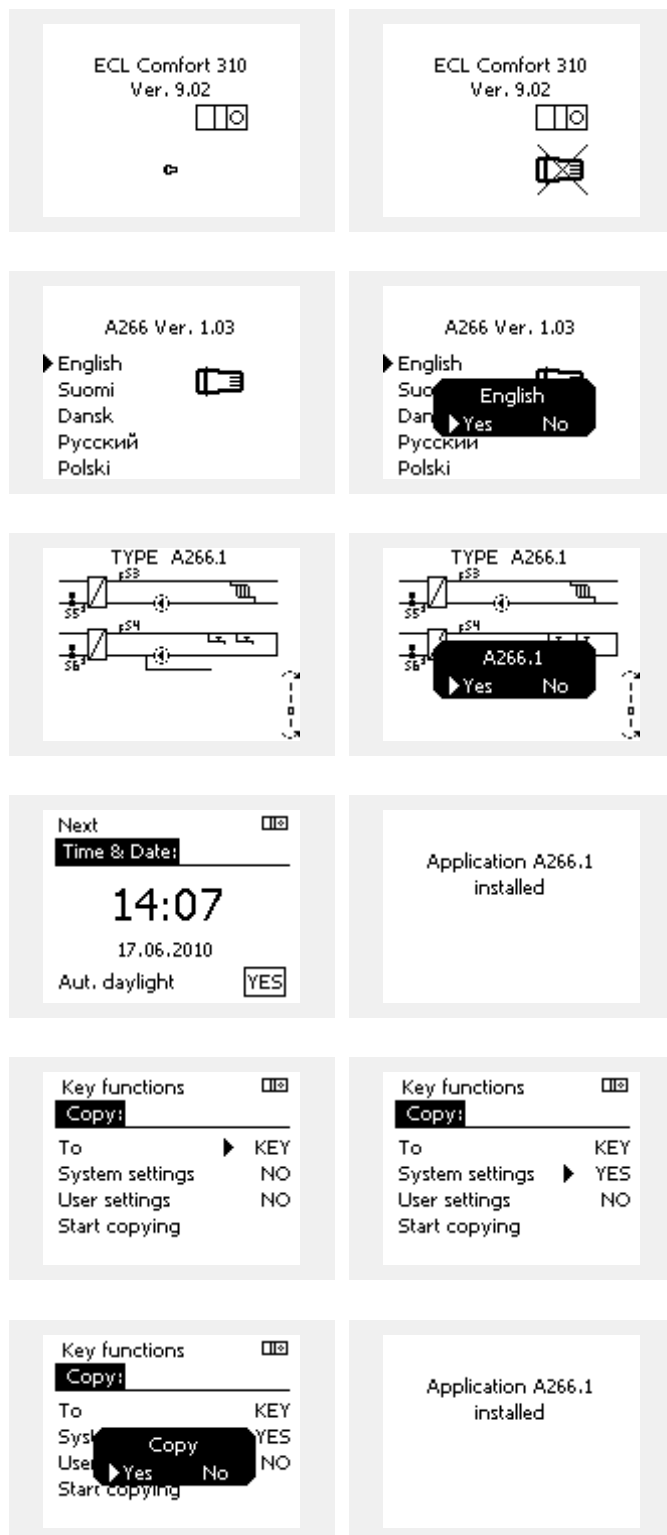 ECL Comfort 310
Ver. 9.02
ECL Comfort 310
Ver. 9.02
A266 Ver. 1.03
English
Suomi
Dansk
Русский
Polski
A266 Ver. 1.03
English
English
Yes No
Русский
Polski
TYPE A266.1
S3
S5
S4
S6
TYPE A266.1
S3
S5
S4
S6
A266.1
Yes No
Next
Time & Date:
14:07
17.06.2010
Aut. daylight YES
Application A266.1
installed
Key functions
Copy:
To KEY
System settings NO
User settings NO
Start copying
Key functions
Copy:
To KEY
System settings YES
User settings NO
Start copying
Key functions
Copy:
To KEY
YES
Copy
NO
Yes No
Start copying
Application A266.1
installed